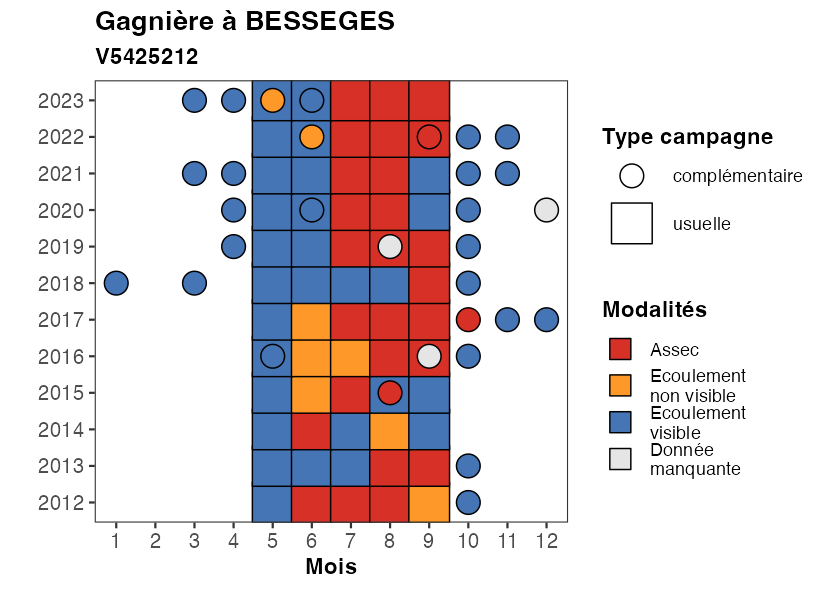 Gagnière à BESSEGES
V5425212
2023
2022
2021
2020
2019
2018
2017
2016
2015
2014
2013
2012
1 2 3 4 5 6 7 8 9 10 11 12
Mois
Type campagne
complémentaire
usuelle
Modalités
Assec
Ecoulement
non visible
Ecoulement
visible
Donnée
manquante